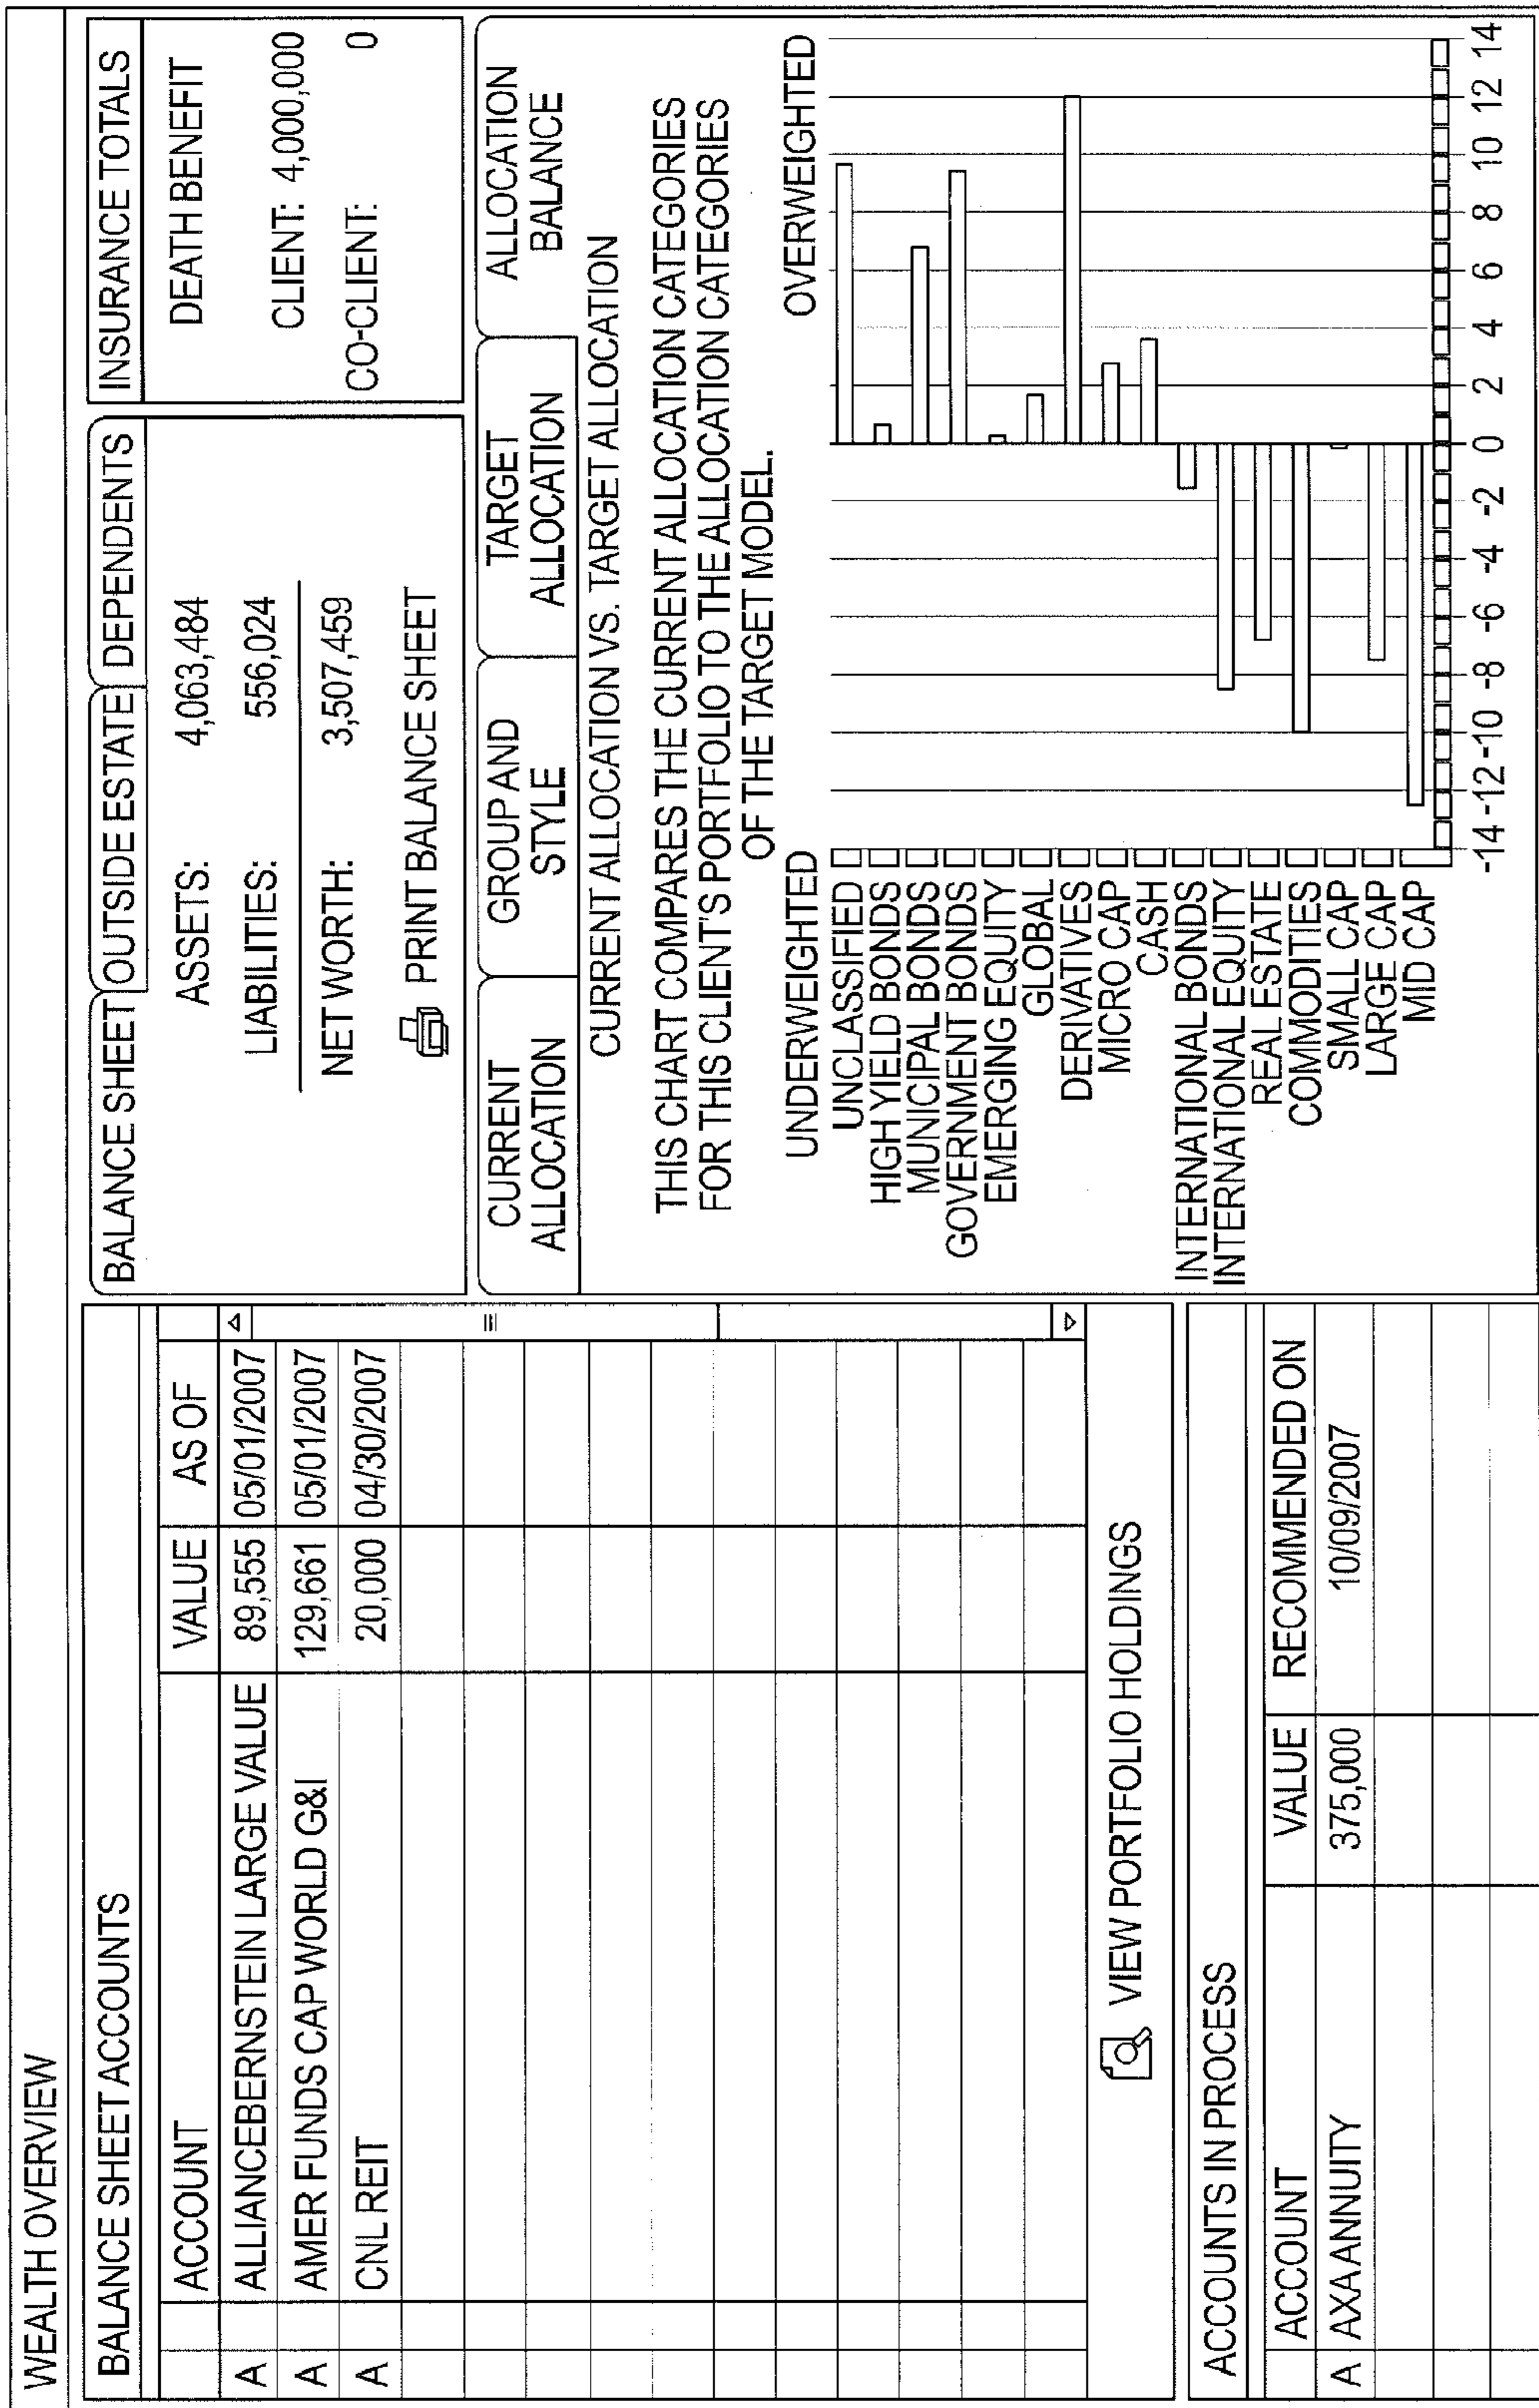 WEALTH OVERVIEW
BALANCE SHEET ACCOUNTS
ACCOUNT VALUE AS OF
A ALLIANCEBERNSTEIN LARGE VALUE 89,555 05/01/2007
A AMER FUNDS CAP WORLD G&I 129,661 05/01/2007
A CNL REIT 20,000 04/30/2007
VIEW PORTFOLIO HOLDINGS
ACCOUNTS IN PROCESS
ACCOUNT VALUE RECOMMENDED ON
A AXA ANNUITY 375,000 10/09/2007
BALANCE SHEET OUTSIDE ESTATE DEPENDENTS
ASSETS: 4,063,484
LIABILITIES: 556,024
NET WORTH: 3,507,459
PRINT BALANCE SHEET
INSURANCE TOTALS
DEATH BENEFIT
CLIENT: 4,000,000
CO-CLIENT: 0
CURRENT ALLOCATION
GROUP AND STYLE
TARGET ALLOCATION
ALLOCATION BALANCE
CURRENT ALLOCATION VS. TARGET ALLOCATION
THIS CHART COMPARES THE CURRENT ALLOCATION CATEGORIES
FOR THIS CLIENT'S PORTFOLIO TO THE ALLOCATION CATEGORIES
OF THE TARGET MODEL.
UNDERWEIGHTED OVERWEIGHTED
UNCLASSIFIED
HIGH YIELD BONDS
MUNICIPAL BONDS
GOVERNMENT BONDS
EMERGING EQUITY
GLOBAL
DERIVATIVES
MICRO CAP
CASH
INTERNATIONAL BONDS
INTERNATIONAL EQUITY
REAL ESTATE
COMMODITIES
SMALL CAP
LARGE CAP
MID CAP
-14 -12 -10 -8 -6 -4 -2 0 2 4 6 8 10 12 14